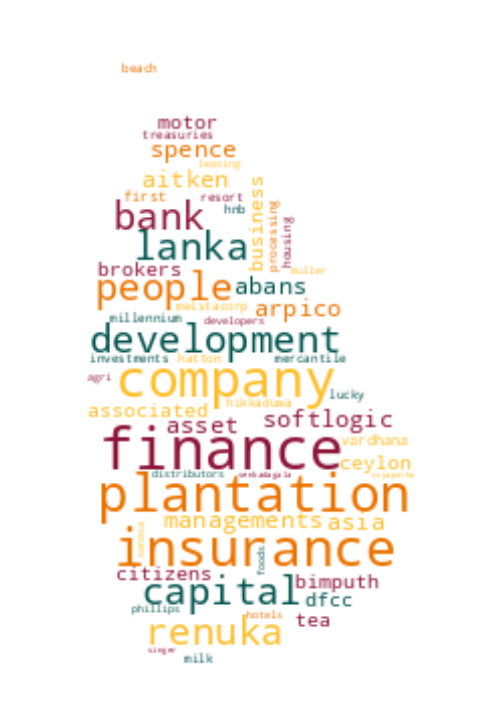 beach
motor
treasuries
spence
leasing
aitken
first
resort
business
processing
housing
hnb
bank
lanka
brokers
muller
people
abans
melstacorp
arpico
millennium
developers
development
investments
hatton
mercantile
agri
company
lucky
hikkaduwa
associated
asset
softlogic
finance
vardhana
ceylon
distributors
senkadagala
siyapatha
plantation
managements
asia
insurance
foods
citizens
capital
bimputh
dfcc
phillips
hotels
tea
renuka
singer
milk